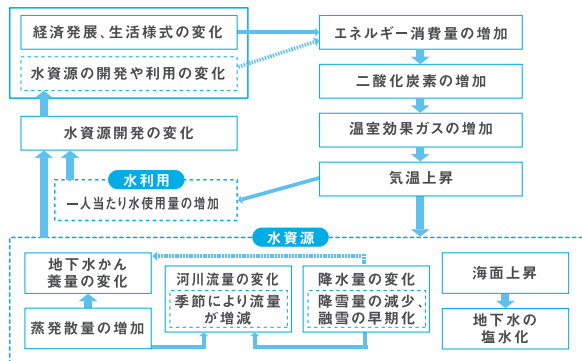 経済発展、生活様式の変化
水資源の開発や利用の変化
水資源開発の変化
エネルギー消費量の増加
二酸化炭素の増加
温室効果ガスの増加
気温上昇
水利用
一人当たり水使用量の増加
水資源
地下水かん
養量の変化
蒸発散量の増加
河川流量の変化
季節により流量
が増減
降水量の変化
降雪量の減少、
融雪の早期化
海面上昇
地下水の
塩水化